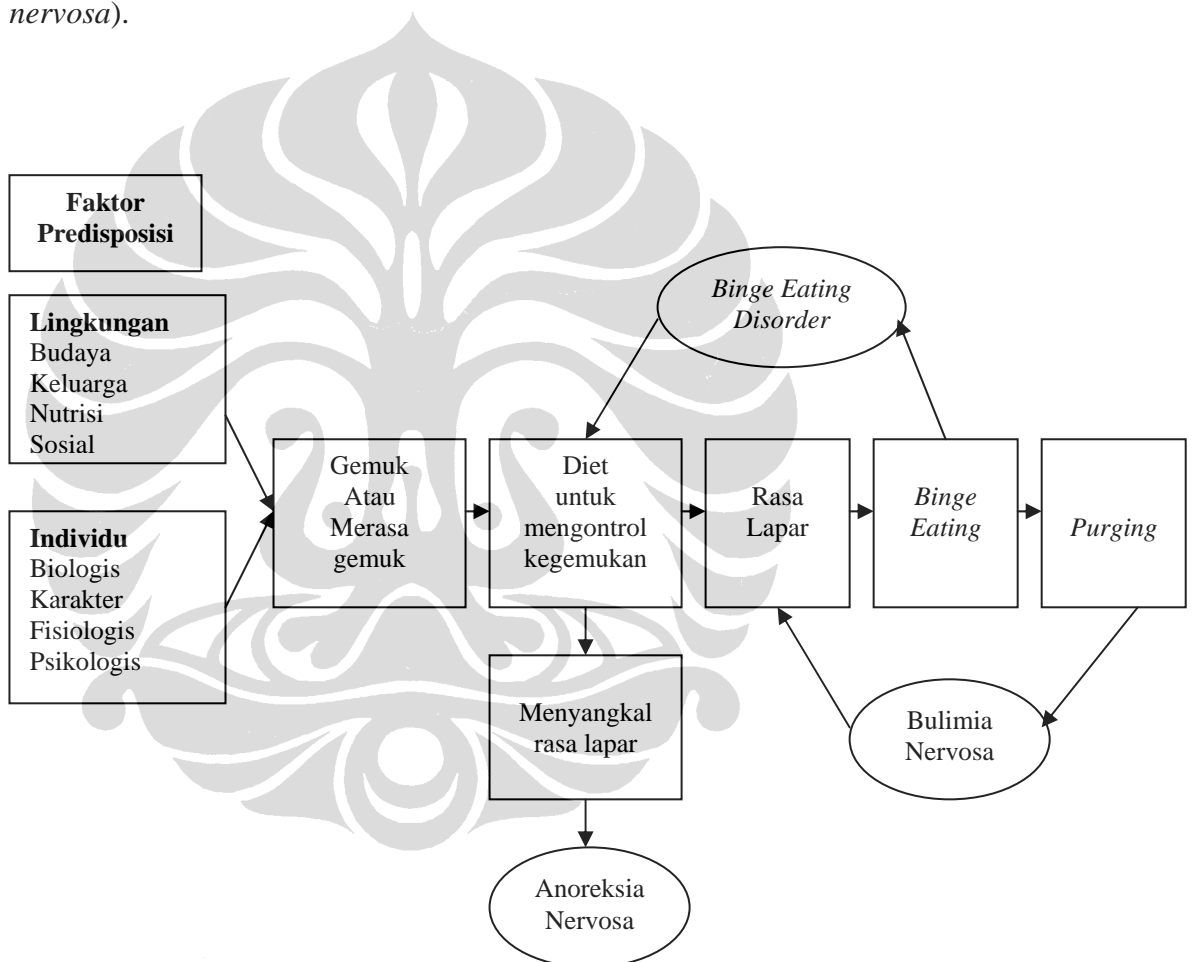 nervosa).
Faktor
Predisposisi
Lingkungan
Budaya
Keluarga
Nutrisi
Sosial
Individu
Biologis
Karakter
Fisiologis
Psikologis
Gemuk
Atau
Merasa
gemuk
Diet
untuk
mengontrol
kegemukan
Rasa
Lapar
Binge
Eating
Purging
Binge Eating
Disorder
Menyangkal
rasa lapar
Bulimia
Nervosa
Anoreksia
Nervosa